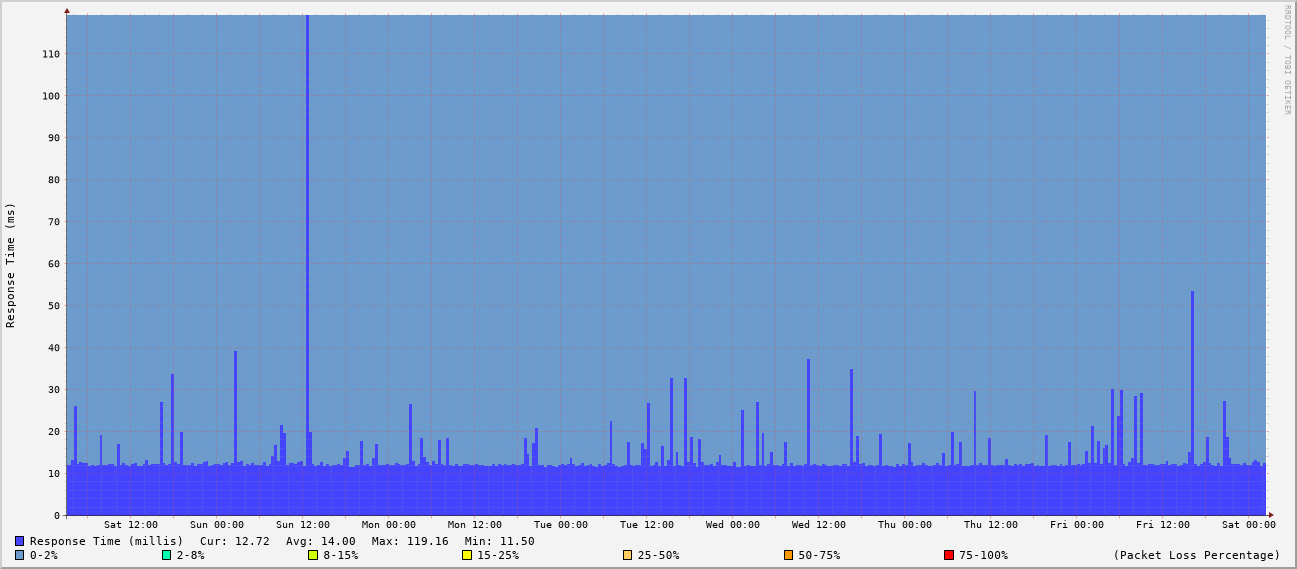 RRDTOOL / TOBI OETIKER
Response Time (ms)
110
100
90
80
70
60
50
40
30
20
10
0
Sat 12:00 Sun 00:00 Sun 12:00 Mon 00:00 Mon 12:00 Tue 00:00 Tue 12:00 Wed 00:00 Wed 12:00 Thu 00:00 Thu 12:00 Fri 00:00 Fri 12:00 Sat 00:00
Response Time (millis) Cur: 12.72 Avg: 14.00 Max: 119.16 Min: 11.50
0-2% 2-8% 8-15% 15-25% 25-50% 50-75% 75-100% (Packet Loss Percentage)